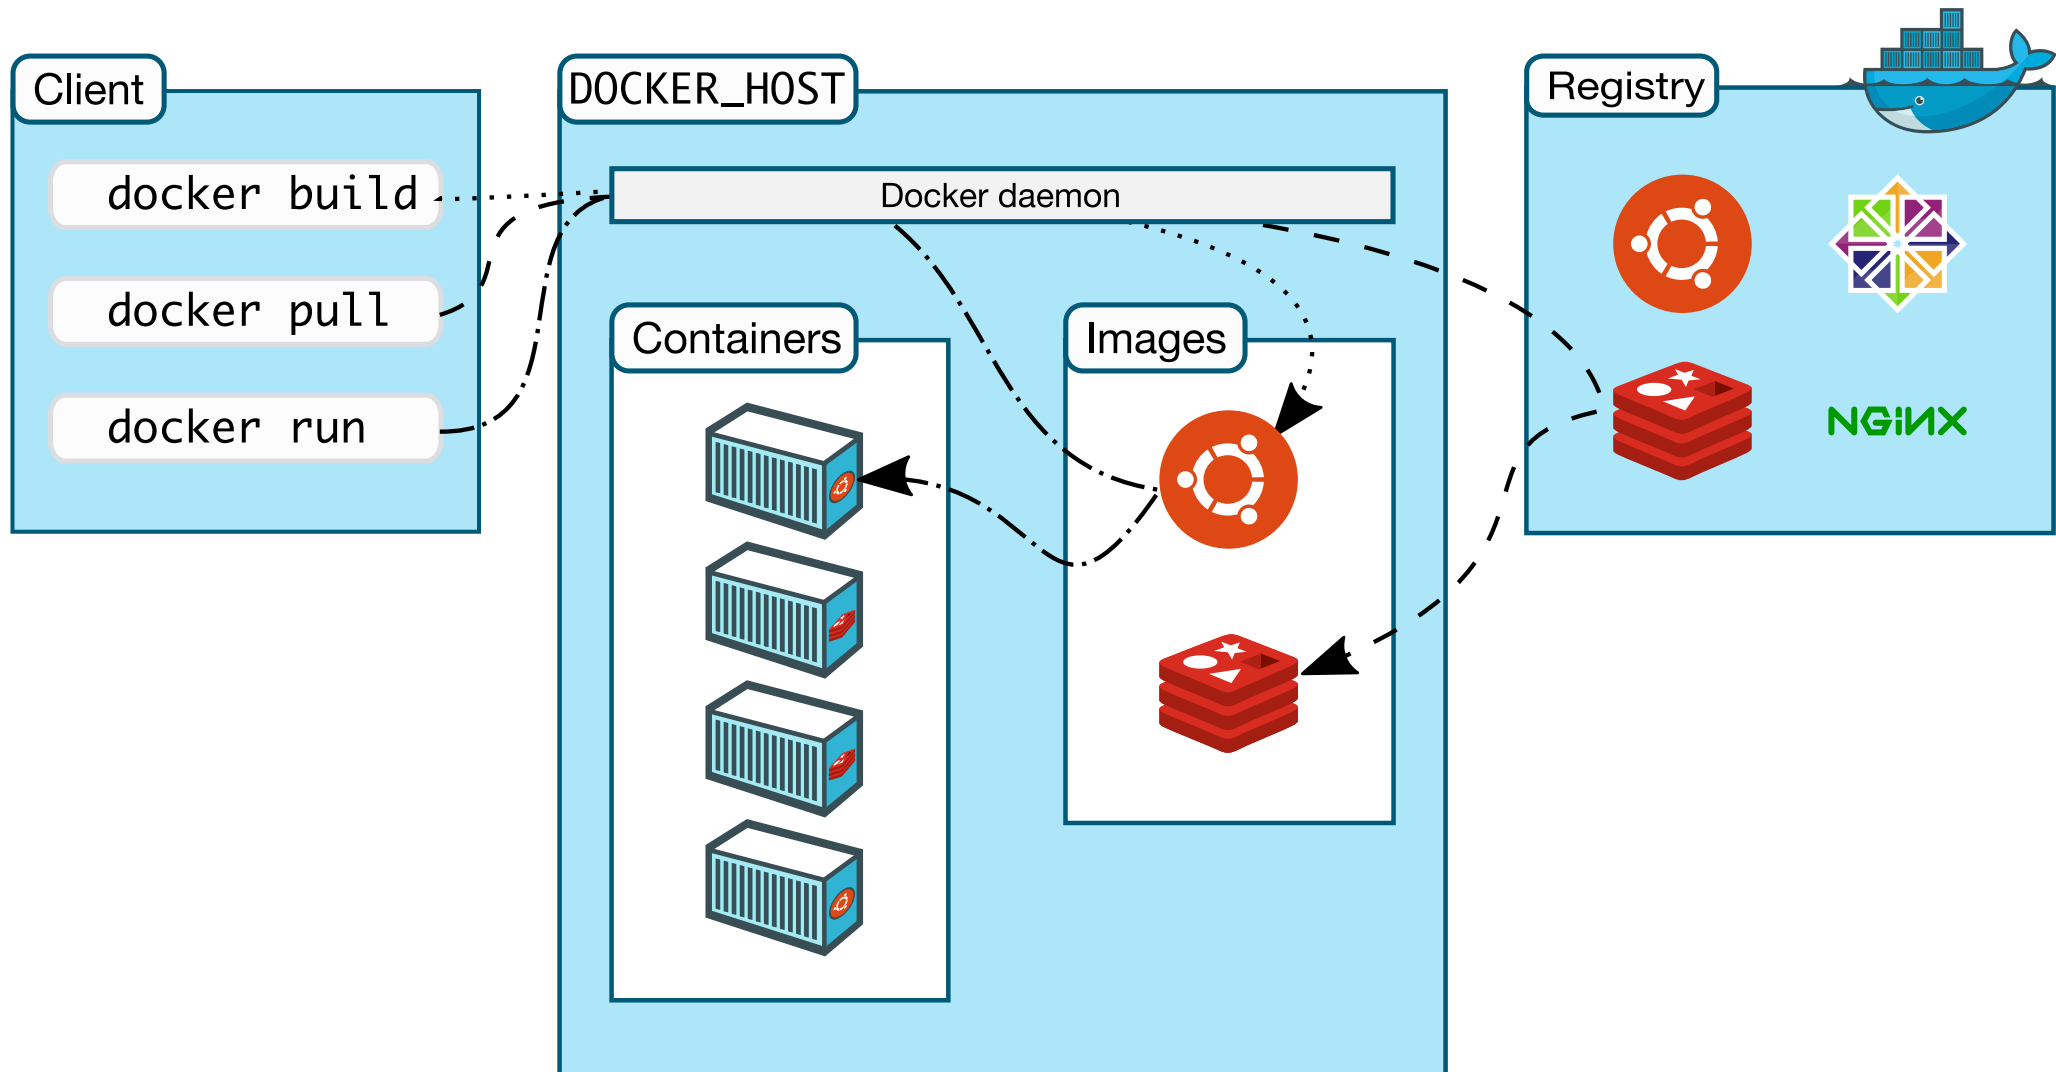 Client
docker build
docker pull
docker run
DOCKER_HOST
Docker daemon
Containers
Images
Registry
NGiNX